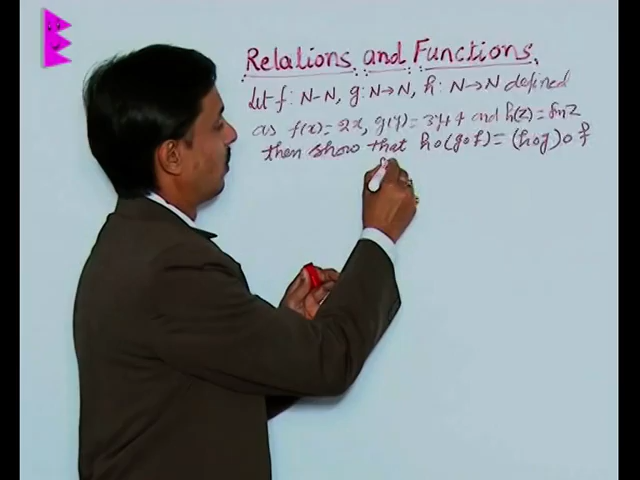 Relations and Functions
Let f: N-N, g: N→N, h: N→N defined
as f(x)=2x, g(y)=3y+4 and h(z)=Sin Z
then show that ho(gof)=(hog)of